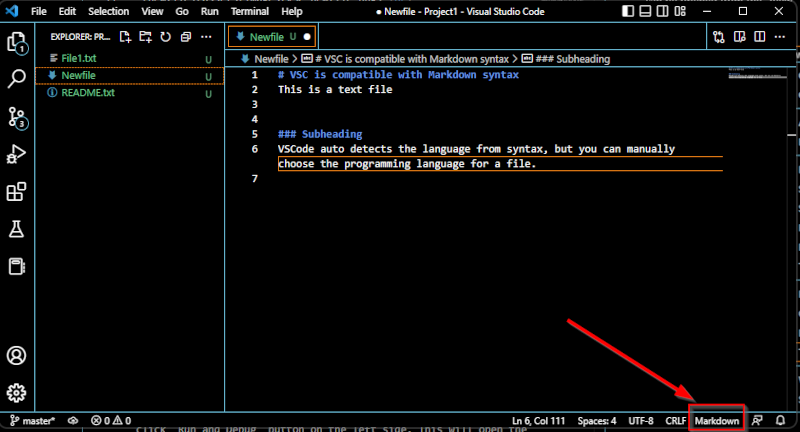 File Edit Selection View Go Run Terminal Help ● Newfile - Project1 - Visual Studio Code
EXPLORER: PR... ...
File1.txt U
Newfile U
README.txt U
1
3
Newfile U ●
Newfile > # VSC is compatible with Markdown syntax > ### Subheading
1 # VSC is compatible with Markdown syntax
2 This is a text file
3
4
5 ### Subheading
6 VSCode auto detects the language from syntax, but you can manually
choose the programming language for a file.
7
master* 0 0 Ln 6, Col 111 Spaces: 4 UTF-8 CRLF Markdown
click "Run and Debug" button on the left side. This will open the